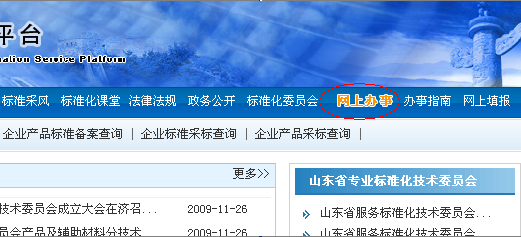 平台
mation Service Platform
标准采风 标准化课堂 法律法规 政务公开 标准化委员会 网上办事 办事指南 网上填报
企业产品标准备案查询 | 企业标准采标查询 | 企业产品采标查询 |
更多>>
山东省专业标准化技术委员会
技术委员会成立大会在济召... 2009-11-26
山东省服务标准化技术委员会...
员会产品及辅助材料分技术 2009-11-26
山东省服务标准化技术委员会